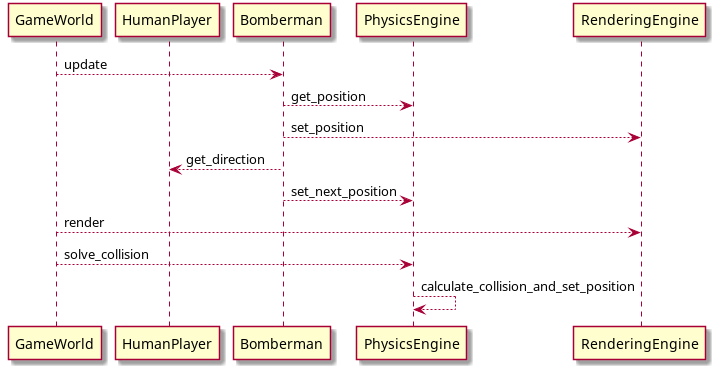 GameWorld HumanPlayer Bomberman PhysicsEngine RenderingEngine
update
get_position
set_position
get_direction
set_next_position
render
solve_collision
calculate_collision_and_set_position
GameWorld HumanPlayer Bomberman PhysicsEngine RenderingEngine